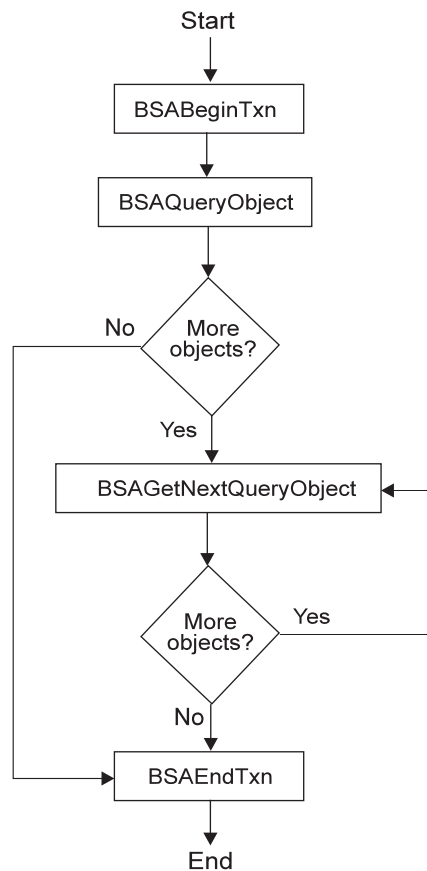 Start
BSABeginTxn
BSAQueryObject
No
More
objects?
Yes
BSAGetNextQueryObject
More
objects?
Yes
No
BSAEndTxn
End